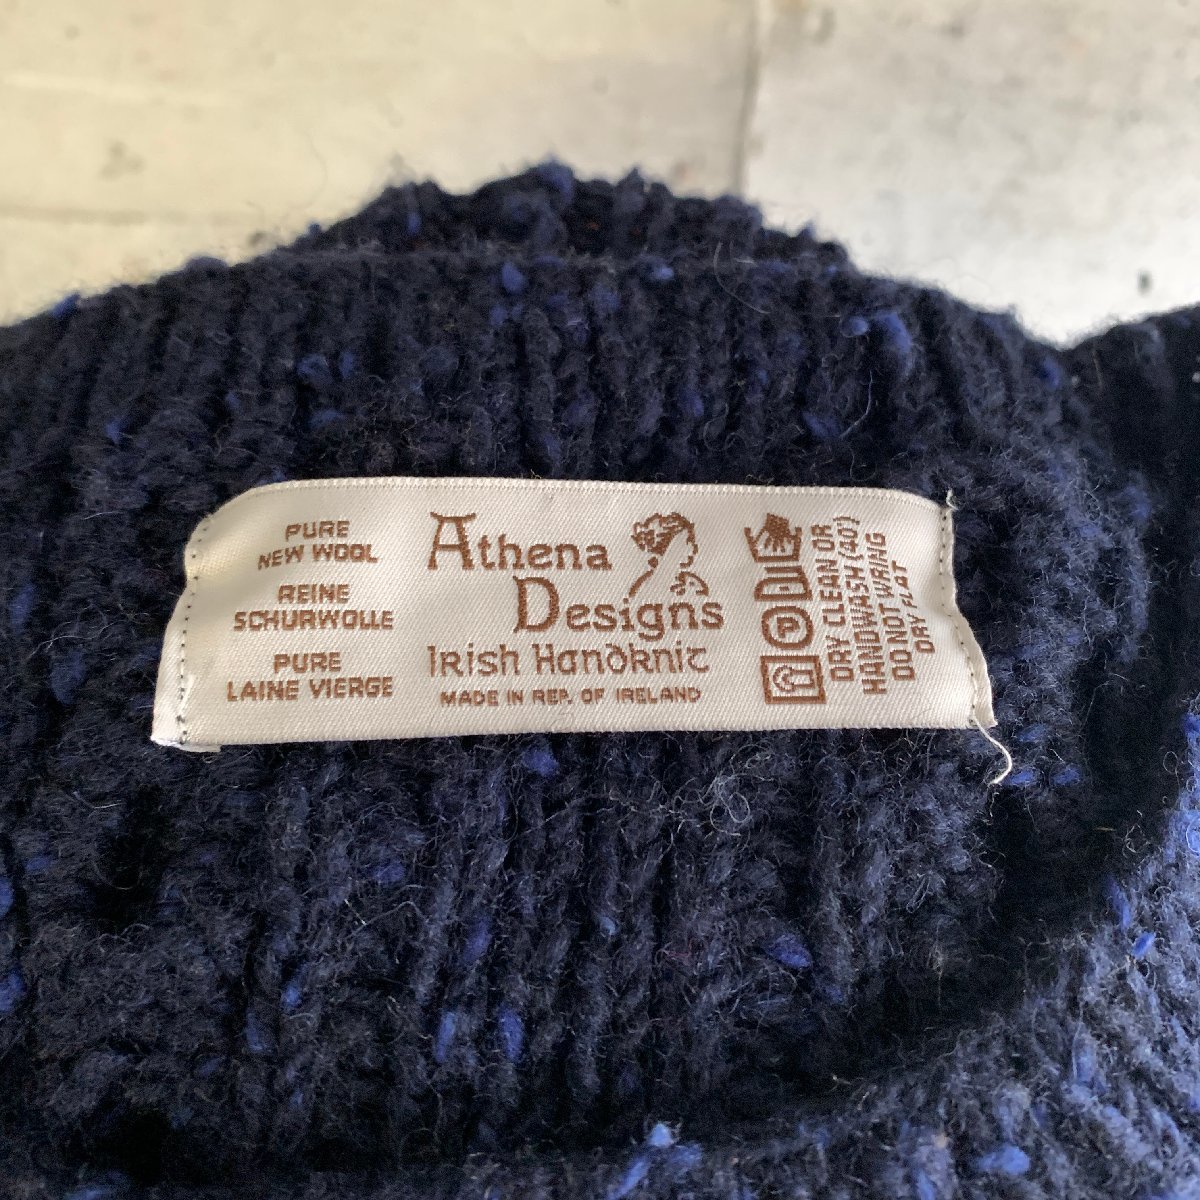 PURE
NEW WOOL
REINE
SCHURWOLLE
PURE
LAINE VIERGE
Athena
Designs
Irish Handknit
MADE IN REP. OF IRELAND
P
DRY CLEAN OR
HANDWASH (40°)
DO NOT WRING
DRY FLAT